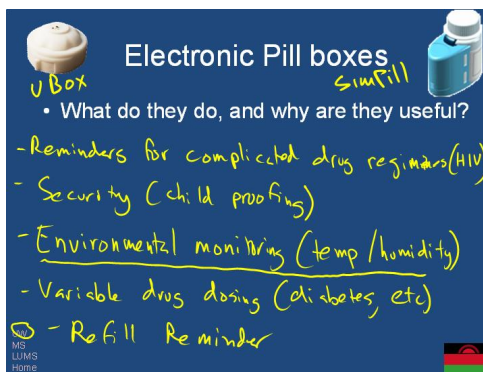 Electronic Pill boxes
uBox
SIMPill
• What do they do, and why are they useful?
- Reminders for complicated drug regimens (HIV)
- Security (child proofing)
- Environmental monitoring (temp/humidity)
- Variable drug dosing (diabetes, etc)
- Refill Reminder
MS
LUMS
Home